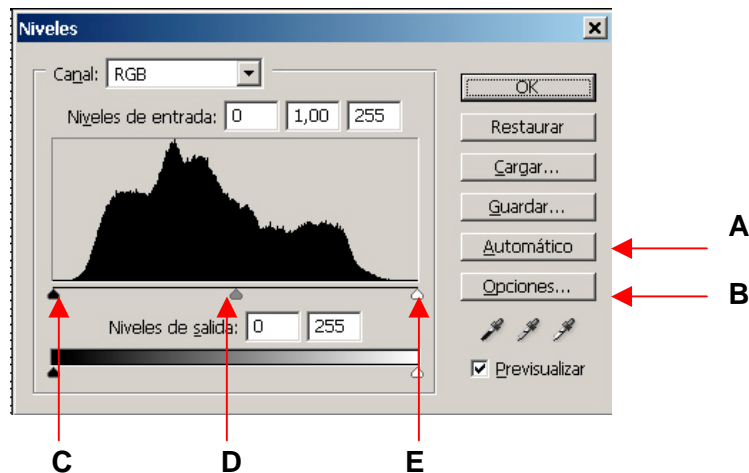 Niveles
Canal: RGB
Niveles de entrada: 0 1,00 255
OK
Restaurar
Cargar...
Guardar...
Automático
A
Opciones...
B
Niveles de salida: 0 255
Previsualizar
C D E